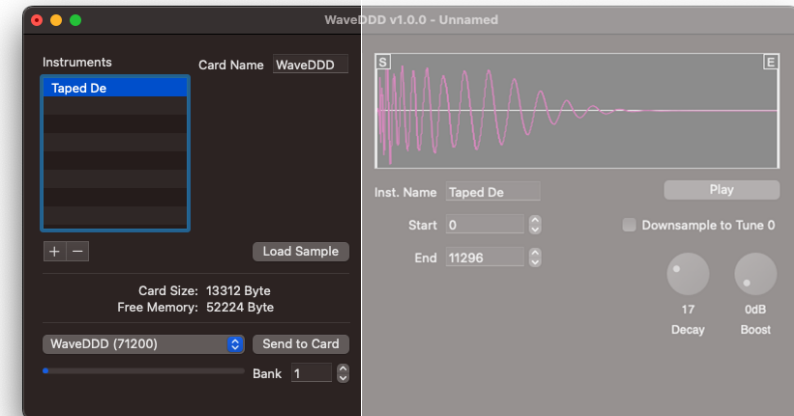 WaveDDD v1.0.0 - Unnamed
Instruments
Card Name WaveDDD
Taped De
+ −
Load Sample
Card Size: 13312 Byte
Free Memory: 52224 Byte
WaveDDD (71200)
Send to Card
Bank 1
S
E
Inst. Name Taped De
Play
Start 0
Downsample to Tune 0
End 11296
17
0dB
Decay
Boost